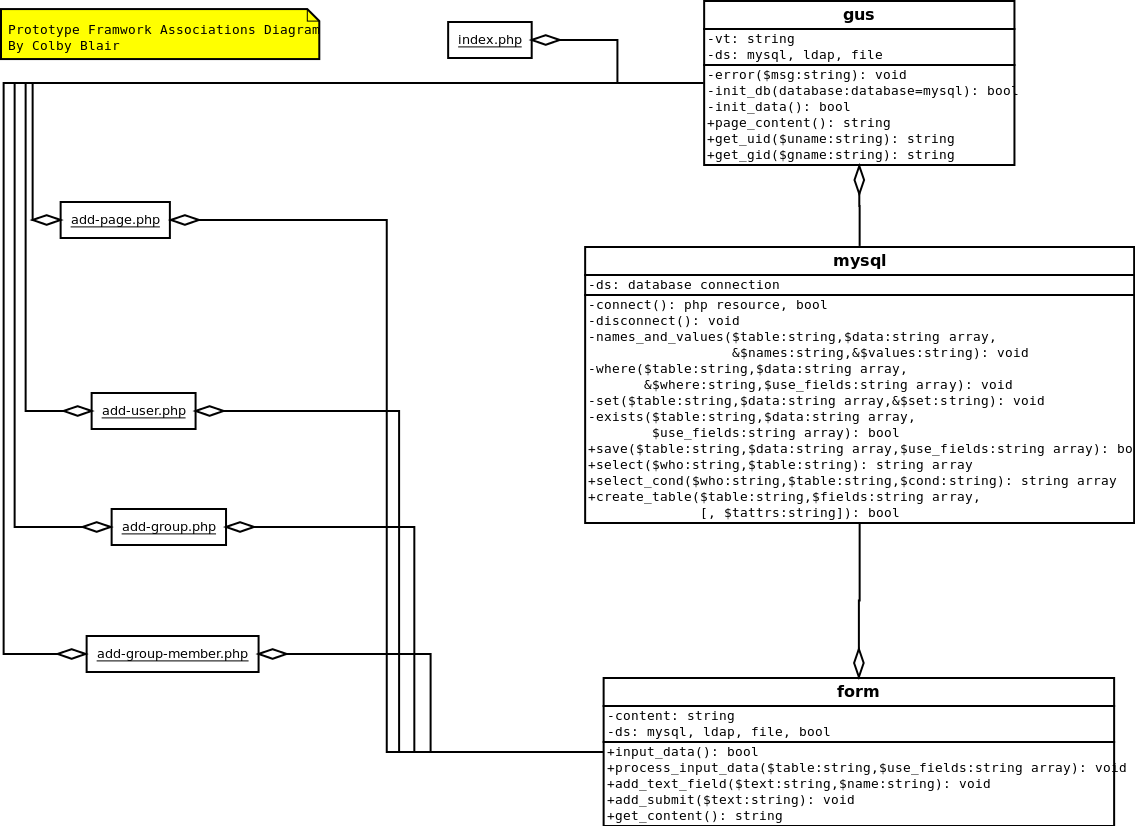 Prototype Framwork Associations Diagram
By Colby Blair
index.php
gus
-vt: string
-ds: mysql, ldap, file
-error($msg:string): void
-init_db(database:database=mysql): bool
-init_data(): bool
+page_content(): string
+get_uid($uname:string): string
+get_gid($gname:string): string
add-page.php
mysql
-ds: database connection
-connect(): php resource, bool
-disconnect(): void
-names_and_values($table:string,$data:string array,
&$names:string,&$values:string): void
-where($table:string,$data:string array,
&$where:string,$use_fields:string array): void
-set($table:string,$data:string array,&$set:string): void
-exists($table:string,$data:string array,
$use_fields:string array): bool
+save($table:string,$data:string array,$use_fields:string array): bo
+select($who:string,$table:string): string array
+select_cond($who:string,$table:string,$cond:string): string array
+create_table($table:string,$fields:string array,
[, $tattrs:string]): bool
add-user.php
add-group.php
add-group-member.php
form
-content: string
-ds: mysql, ldap, file, bool
+input_data(): bool
+process_input_data($table:string,$use_fields:string array): void
+add_text_field($text:string,$name:string): void
+add_submit($text:string): void
+get_content(): string